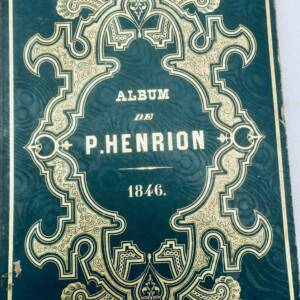 ALBUM
DE
P. HENRION
1846.